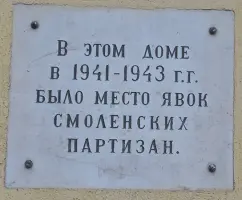 В ЭТОМ ДОМЕ
В 1941-1943 Г.Г.
БЫЛО МЕСТО ЯВОК
СМОЛЕНСКИХ
ПАРТИЗАН.